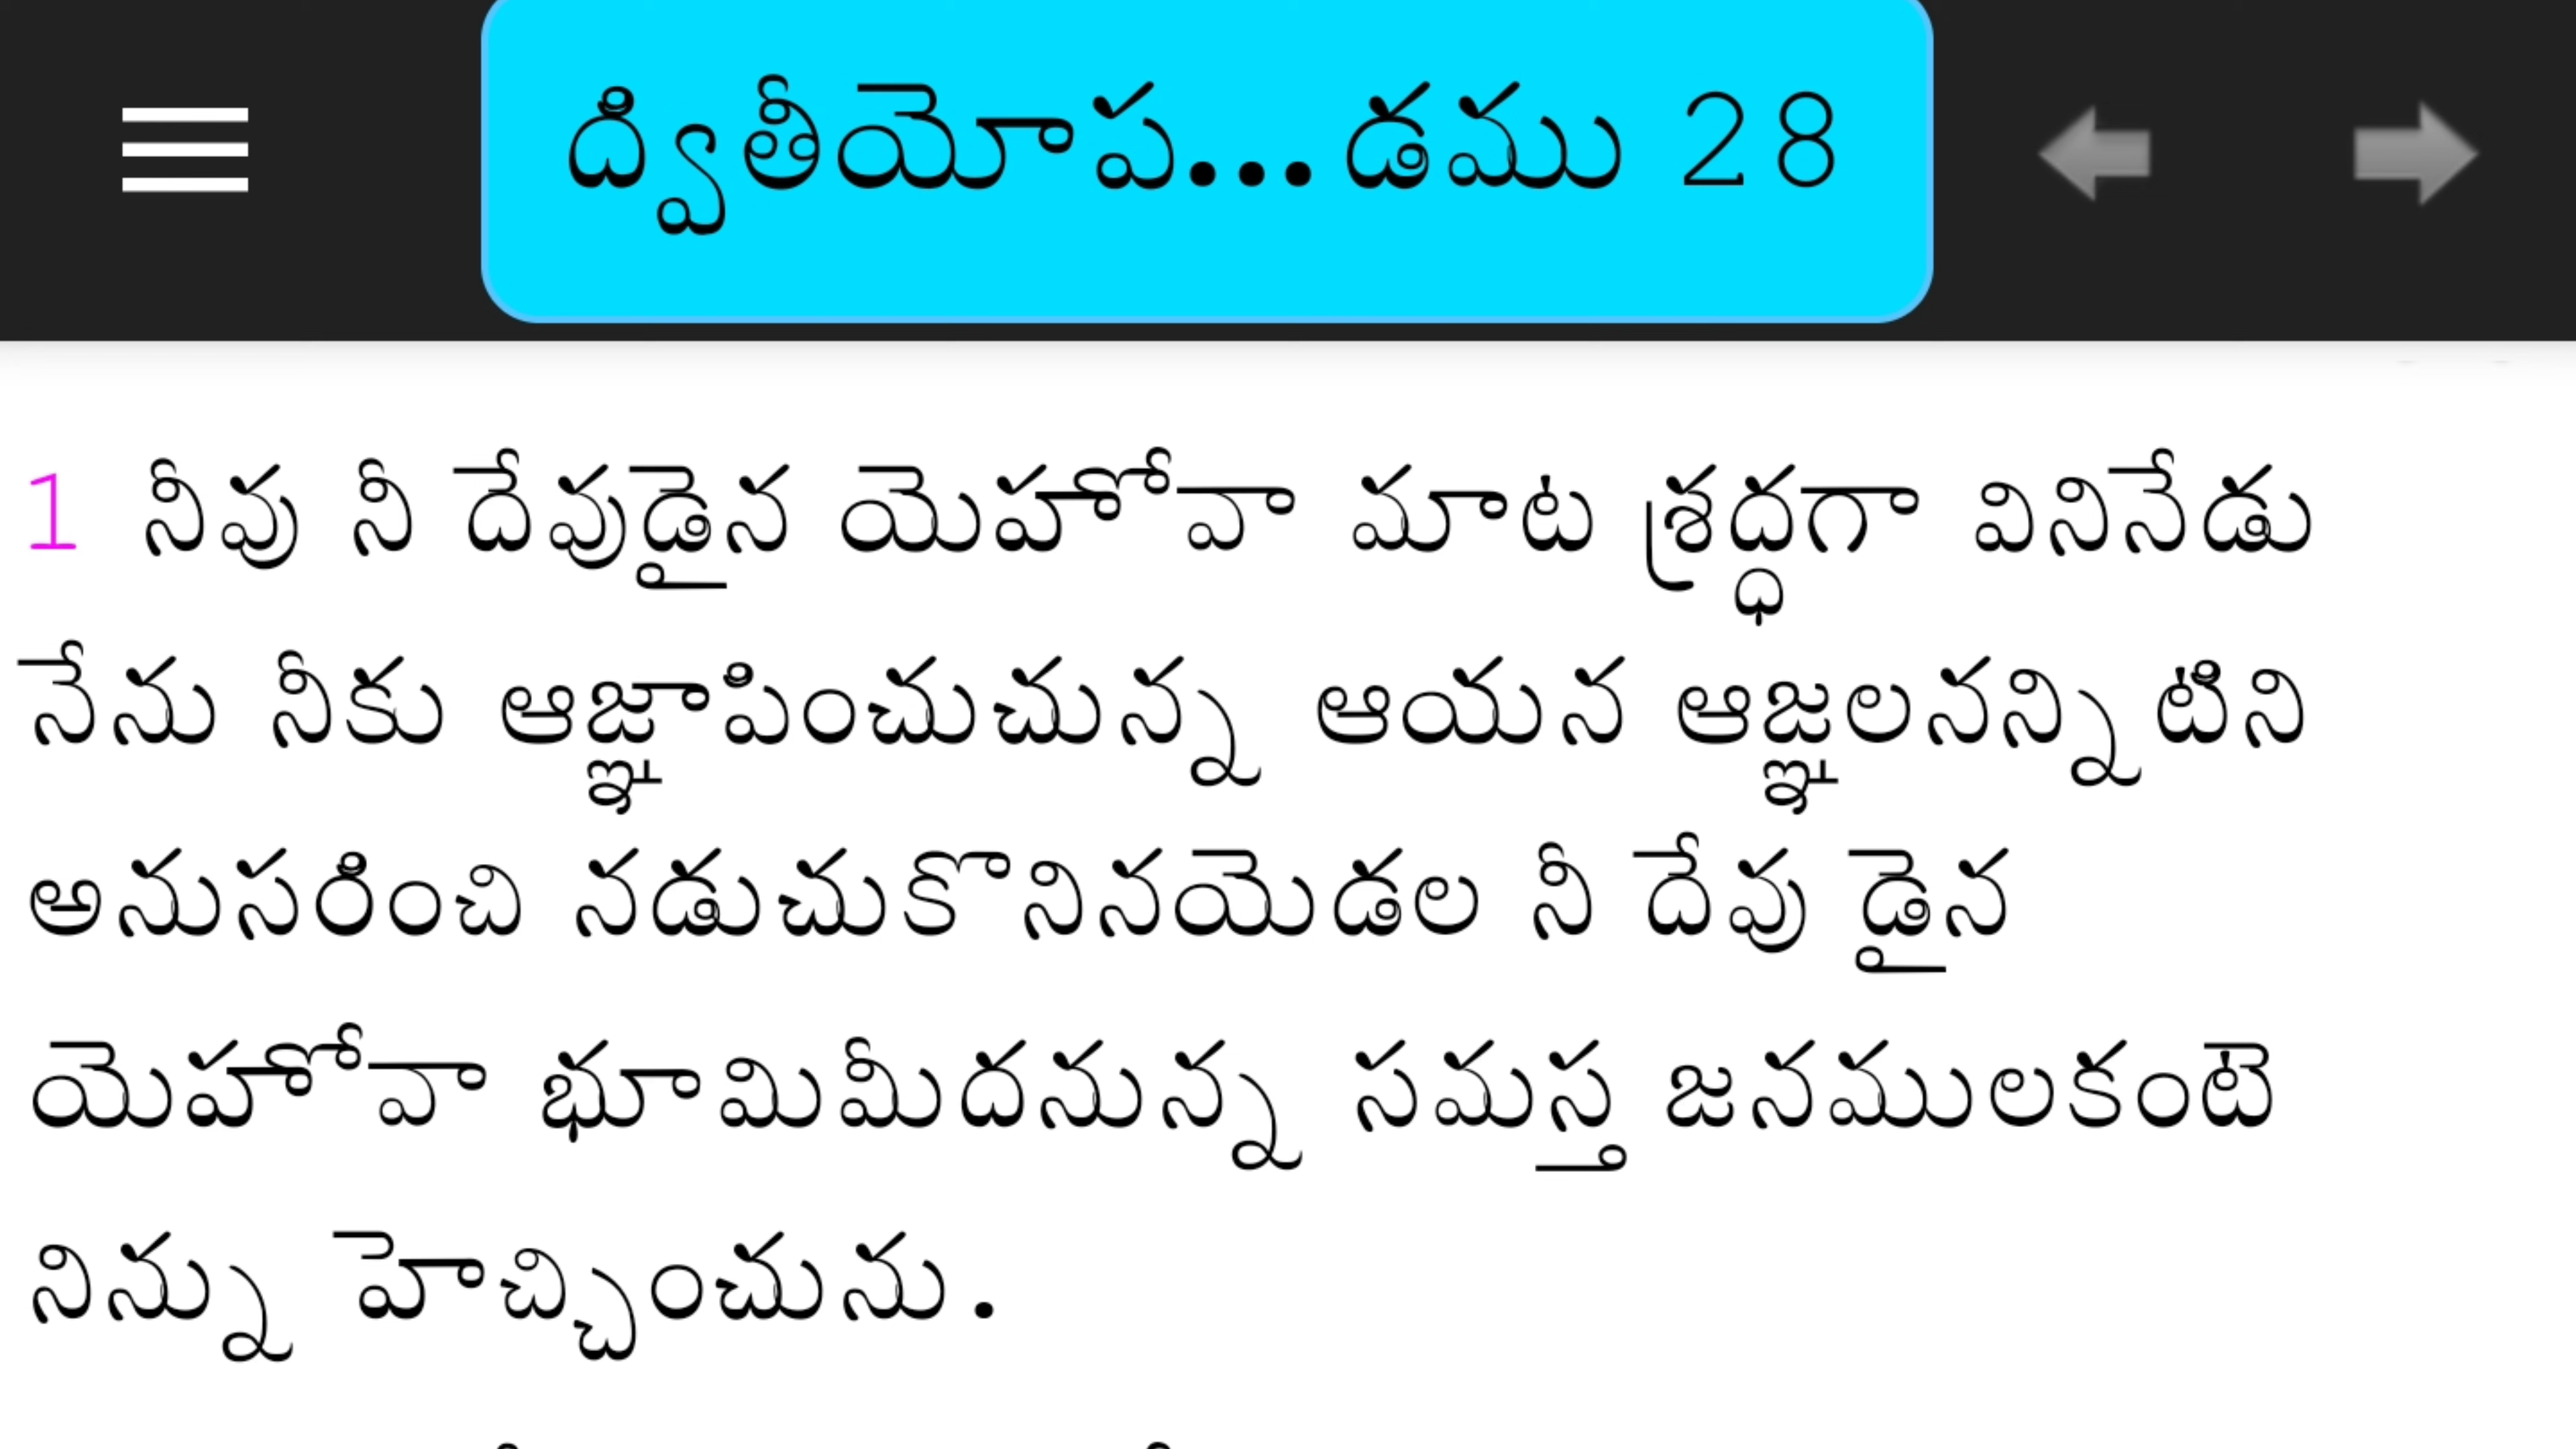 ద్వితీయోప...డము 28
1 నీవు నీ దేవుడైన యెహోవా మాట శ్రద్ధగా వినినేడు
నేను నీకు ఆజ్ఞాపించుచున్న ఆయన ఆజ్ఞలనన్ని టిని
అనుసరించి నడుచుకొనినయెడల నీ దేవు డైన
యెహోవా భూమిమీదనున్న సమస్త జనములకంటె
నిన్ను హెచ్చించును.